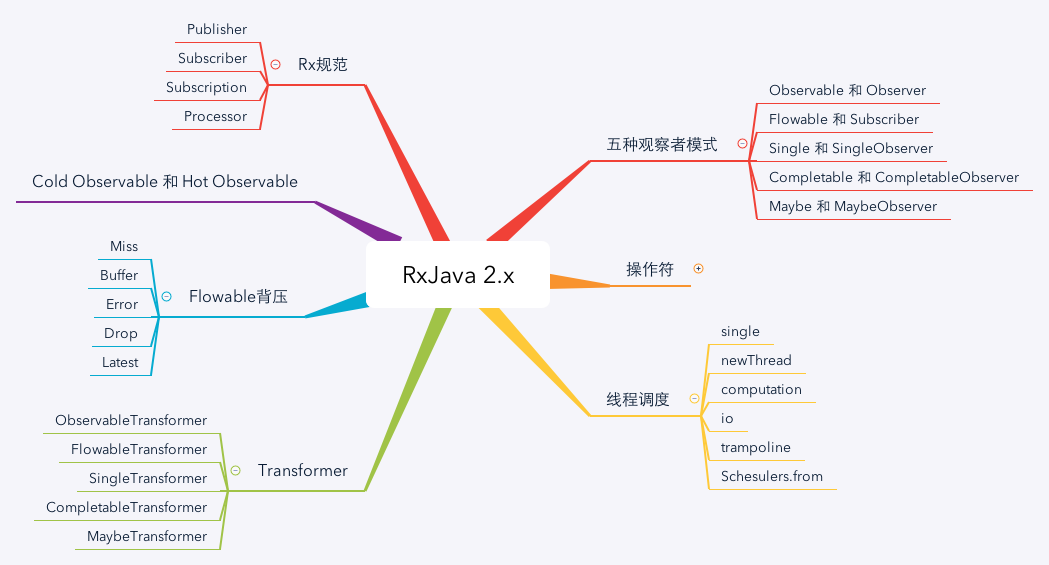 RxJava 2.x
Rx规范
Publisher
Subscriber
Subscription
Processor
Cold Observable 和 Hot Observable
Flowable背压
Miss
Buffer
Error
Drop
Latest
Transformer
ObservableTransformer
FlowableTransformer
SingleTransformer
CompletableTransformer
MaybeTransformer
五种观察者模式
Observable 和 Observer
Flowable 和 Subscriber
Single 和 SingleObserver
Completable 和 CompletableObserver
Maybe 和 MaybeObserver
操作符
线程调度
single
newThread
computation
io
trampoline
Schesulers.from